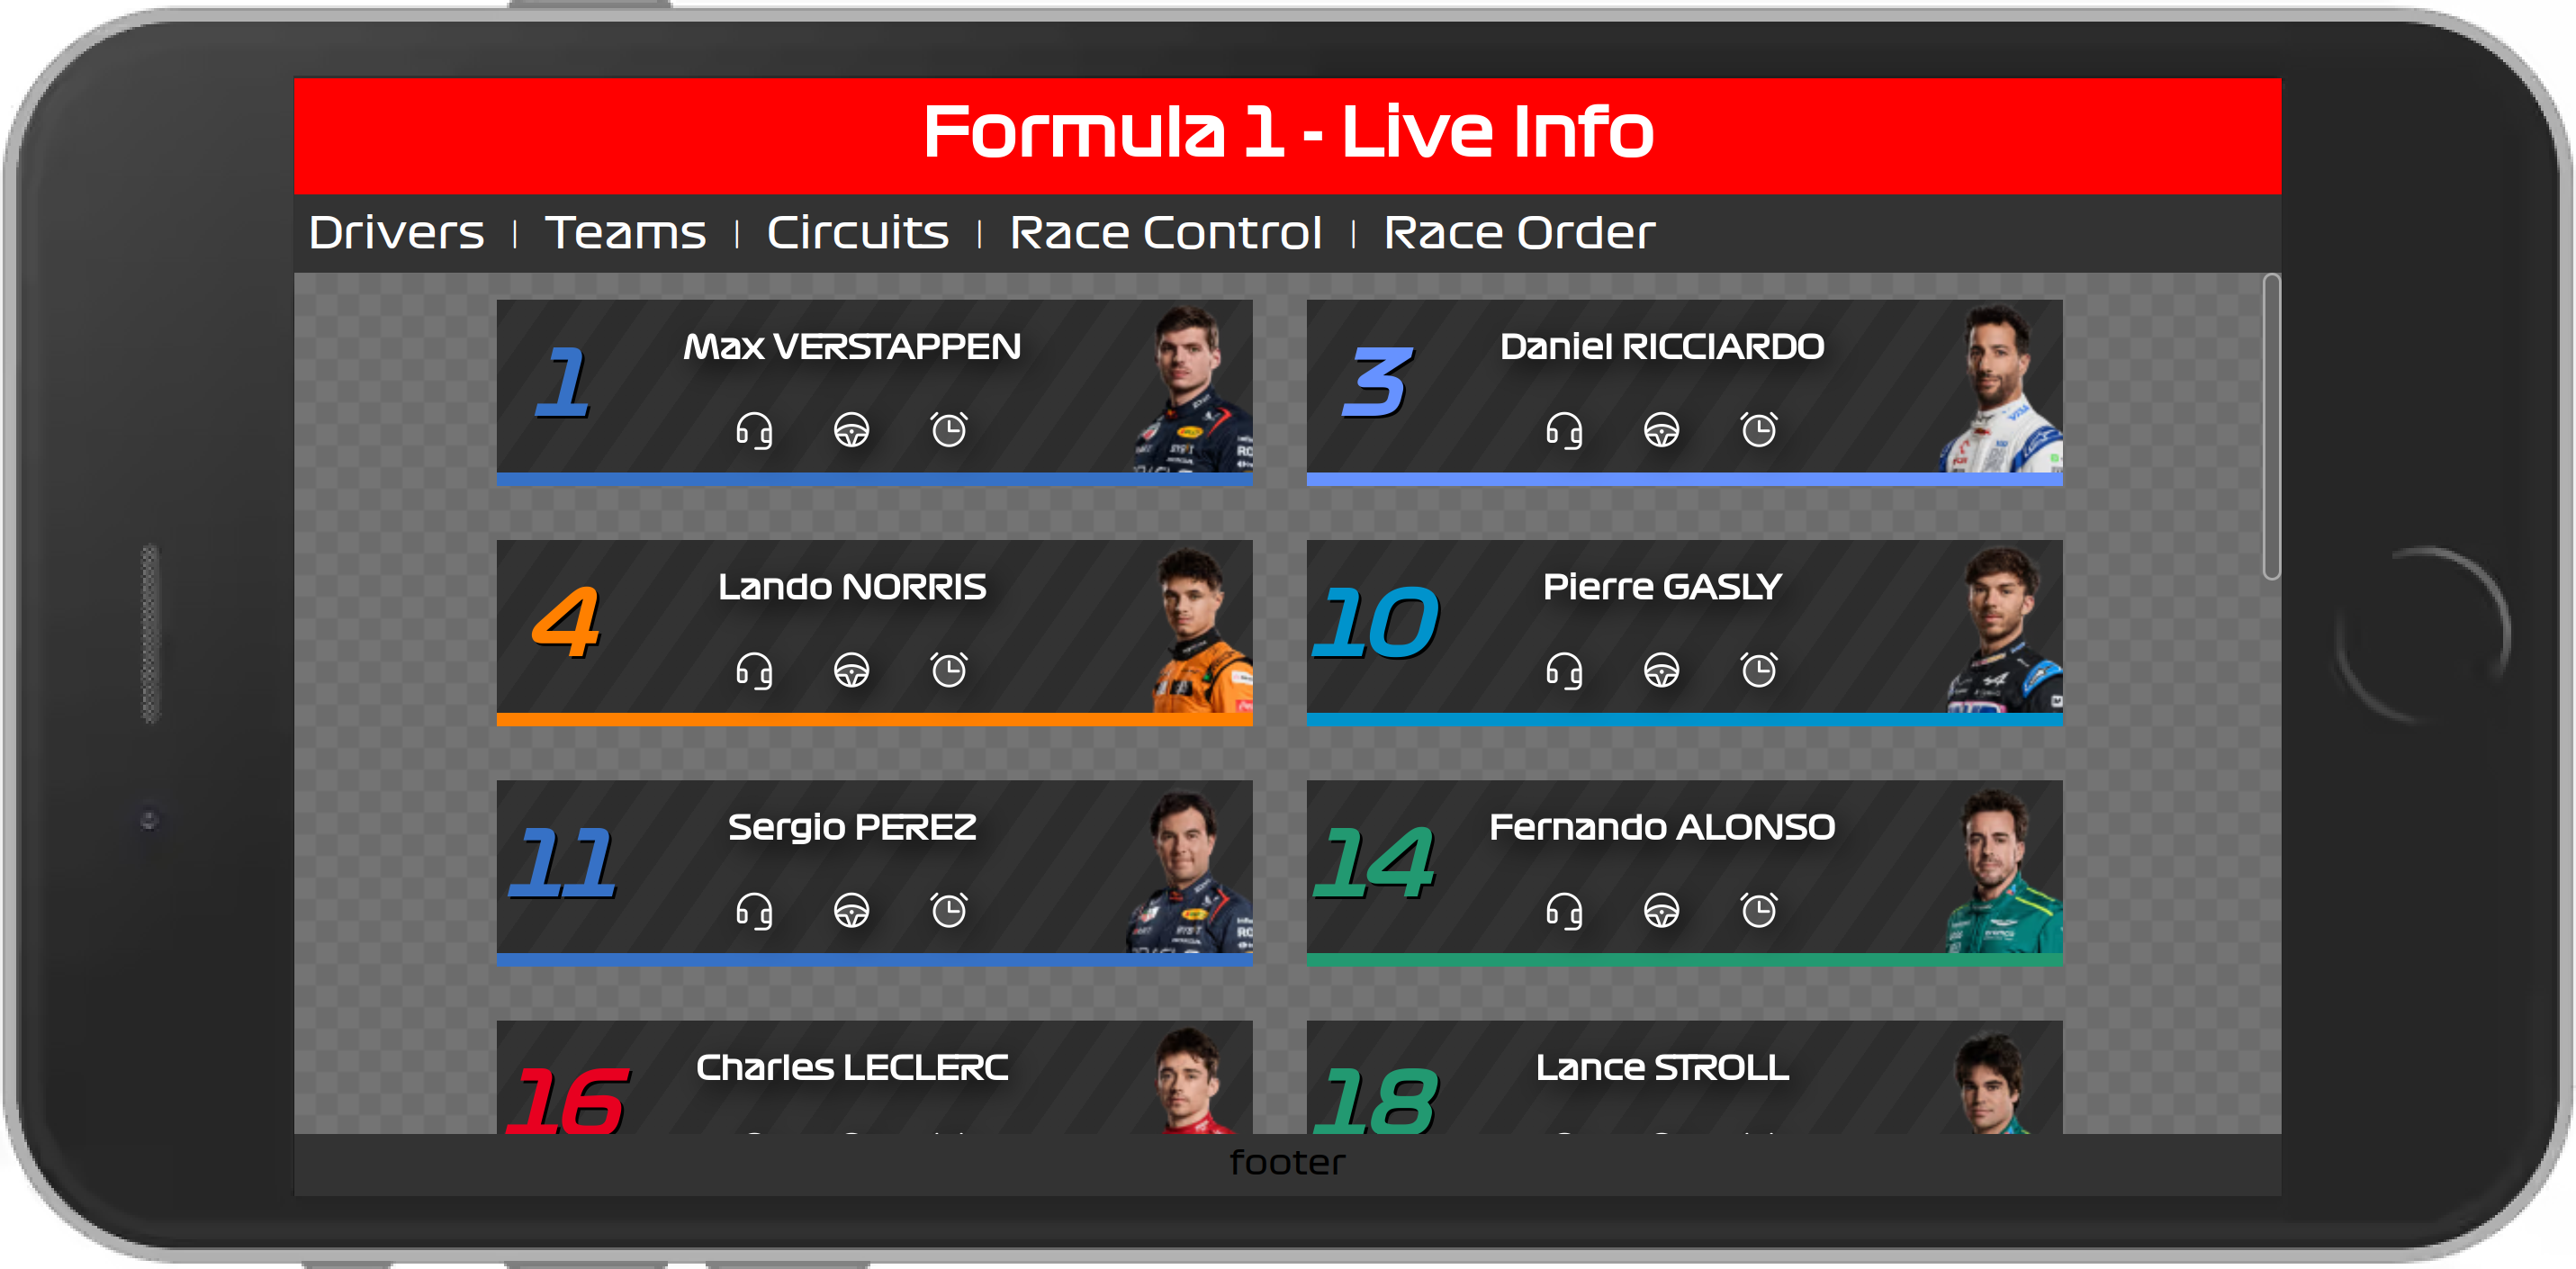 Formula 1 - Live Info
Drivers | Teams | Circuits | Race Control | Race Order
1 Max VERSTAPPEN
3 Daniel RICCIARDO
4 Lando NORRIS
10 Pierre GASLY
11 Sergio PEREZ
14 Fernando ALONSO
16 Charles LECLERC
18 Lance STROLL
footer